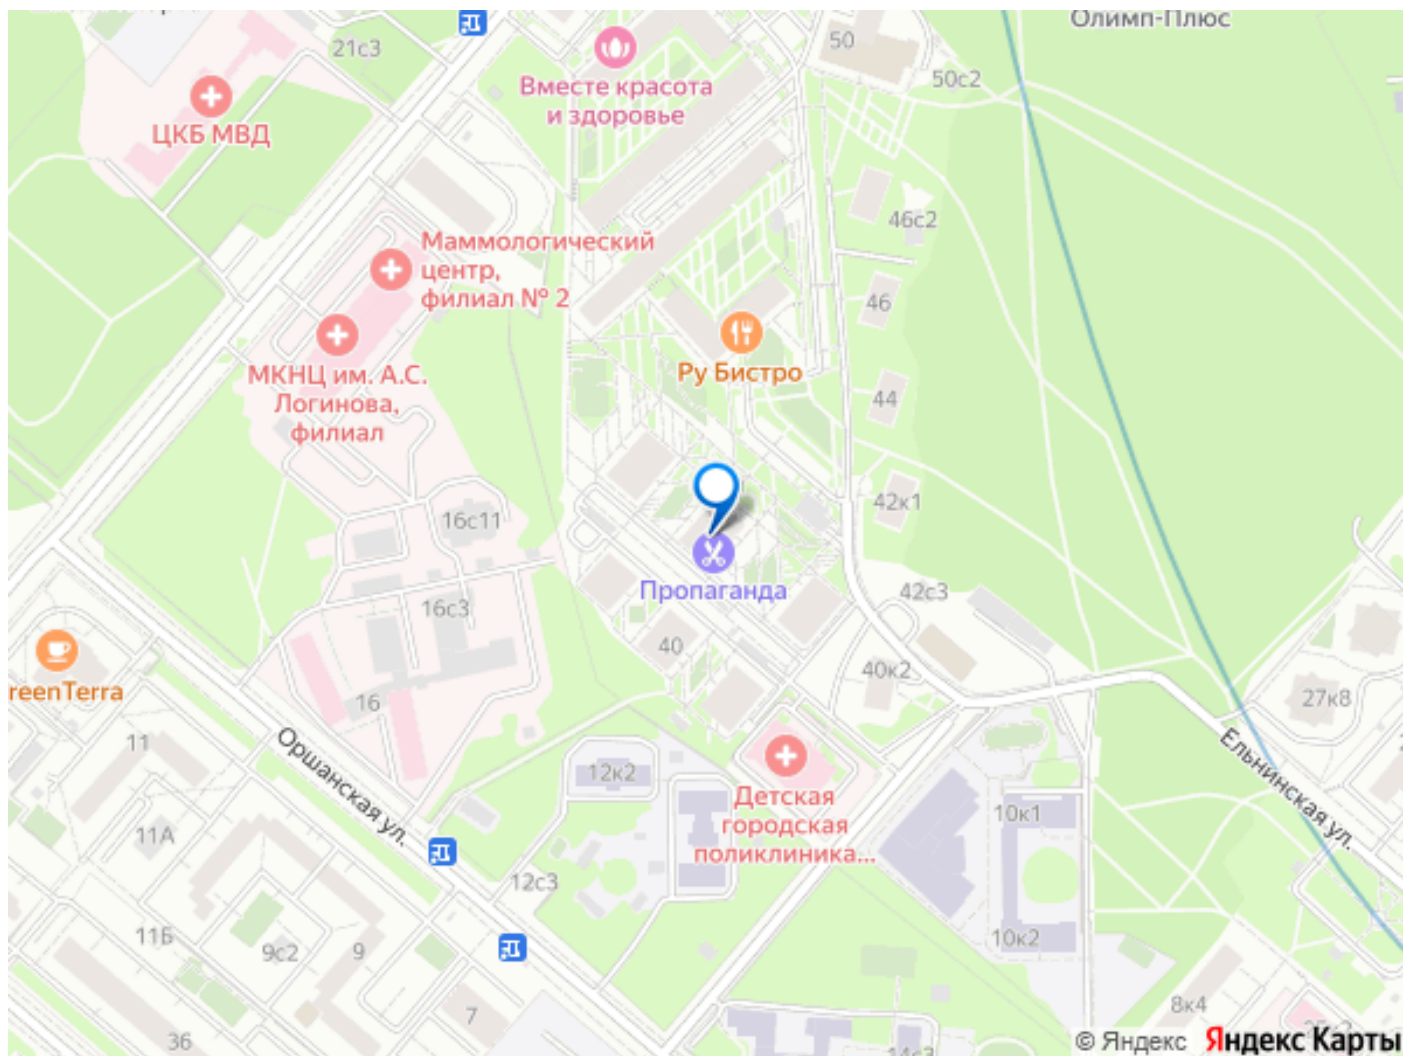 Олимп-Плюс
21с3
50
50с2
Вместе красота
и здоровье
ЦКБ МВД
46с2
Маммологический
центр,
филиал № 2
46
Ру Бистро
МКНЦ им. А.С.
Логинова,
филиал
44
42к1
16с11
Пропаганда
42с3
16с3
40
40к2
reenTerra
16
27к8
11
Оршанская ул.
12к2
Ельнинская ул.
Детская
городская
поликлиника...
10к1
11А
12с3
11Б
9с2
9
10к2
7
8к4
36
© Яндекс
Яндекс Карты